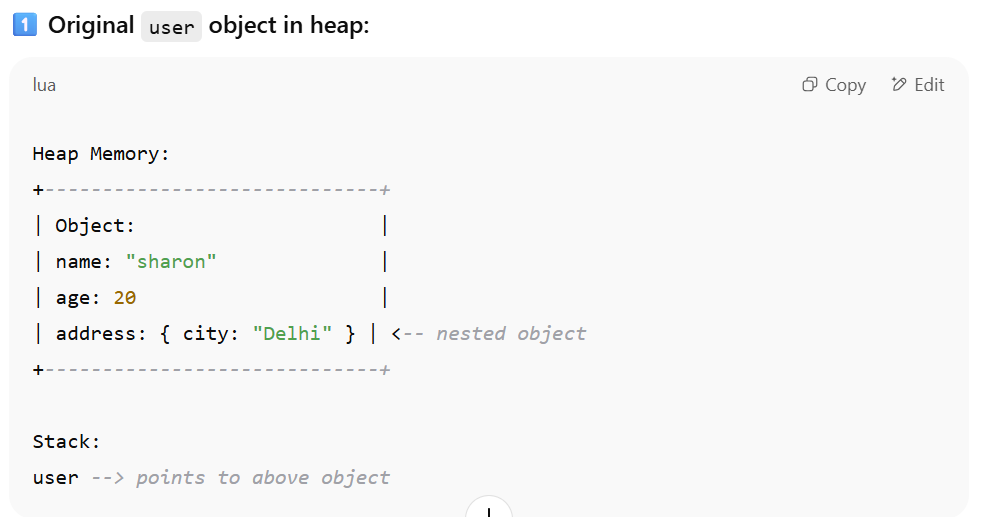 1 Original user object in heap:
lua Copy Edit
Heap Memory:
+-----------------------------+
| Object: |
| name: "sharon" |
| age: 20 |
| address: { city: "Delhi" } | <-- nested object
+-----------------------------+
Stack:
user --> points to above object